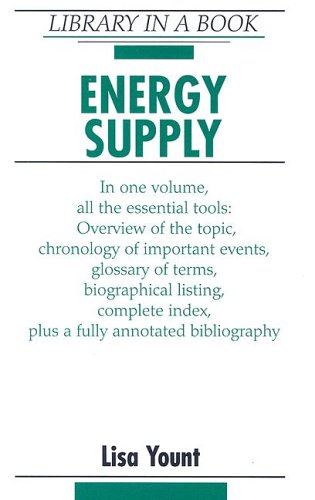 LIBRARY IN A BOOK
ENERGY
SUPPLY
In one volume,
all the essential tools:
Overview of the topic,
chronology of important events,
glossary of terms,
biographical listing,
complete index,
plus a fully annotated bibliography
Lisa Yount